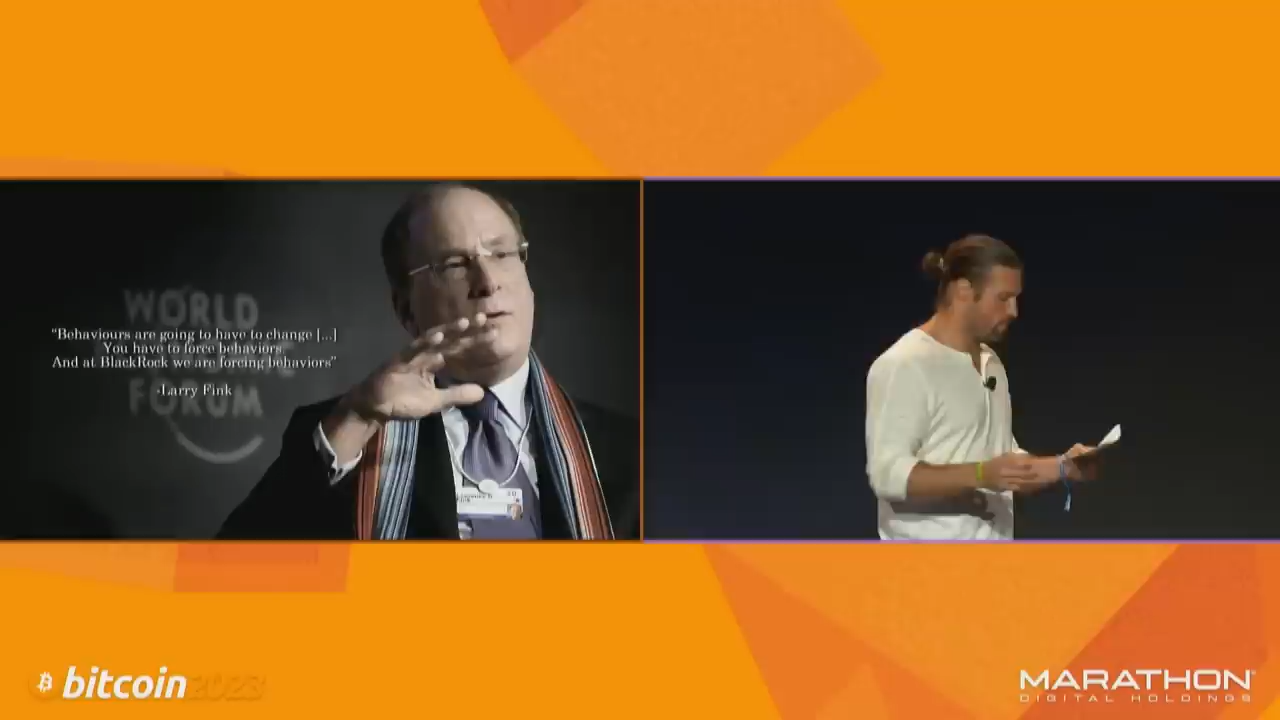 WORLD
FORUM
“Behaviours are going to have to change [...]
You have to force behaviors.
And at BlackRock we are forcing behaviors”
-Larry Fink
bitcoin2023
MARATHON
DIGITAL HOLDINGS